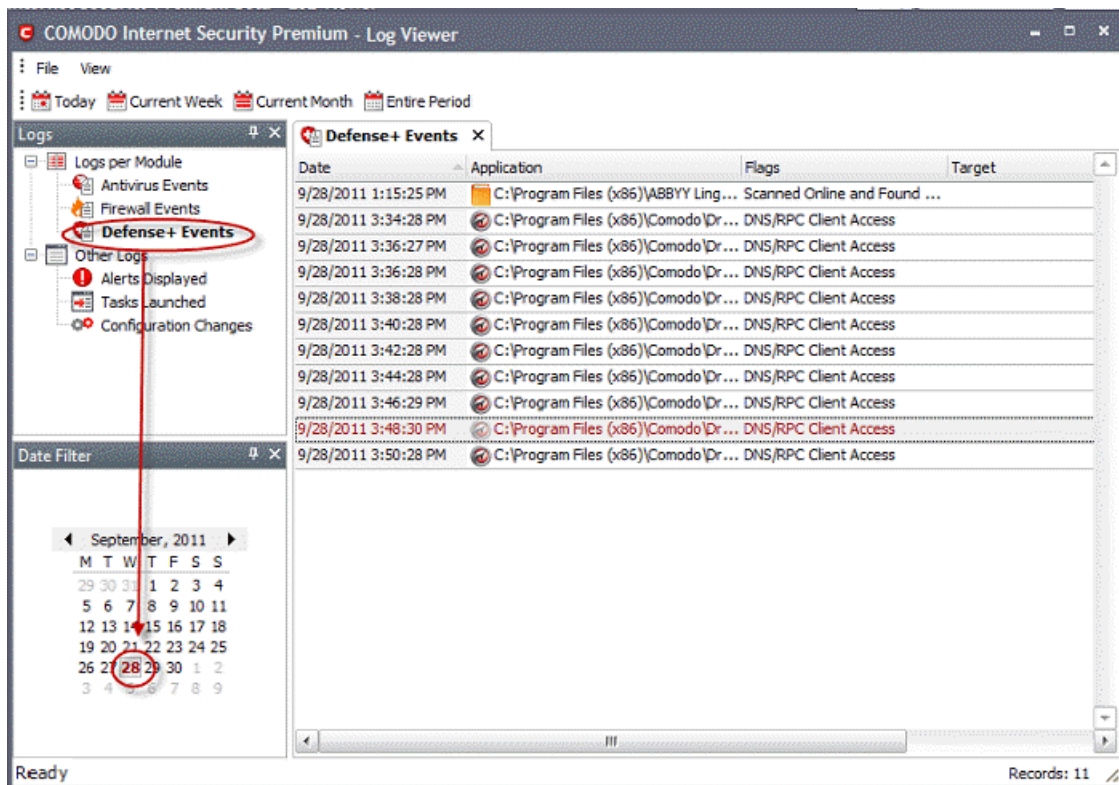 COMODO Internet Security Premium - Log Viewer
File View
Today Current Week Current Month Entire Period
Logs
Logs per Module
Antivirus Events
Firewall Events
Defense+ Events
Other Logs
Alerts Displayed
Tasks Launched
Configuration Changes
Date Filter
September, 2011
M T W T F S S
29 30 31 1 2 3 4
5 6 7 8 9 10 11
12 13 14 15 16 17 18
19 20 21 22 23 24 25
26 27 28 29 30 1 2
3 4 5 6 7 8 9
Defense+ Events
Date Application Flags Target
9/28/2011 1:15:25 PM C:\Program Files (x86)\ABBYY Ling... Scanned Online and Found ...
9/28/2011 3:34:28 PM C:\Program Files (x86)\Comodo\Dr... DNS/RPC Client Access
9/28/2011 3:36:27 PM C:\Program Files (x86)\Comodo\Dr... DNS/RPC Client Access
9/28/2011 3:36:28 PM C:\Program Files (x86)\Comodo\Dr... DNS/RPC Client Access
9/28/2011 3:38:28 PM C:\Program Files (x86)\Comodo\Dr... DNS/RPC Client Access
9/28/2011 3:40:28 PM C:\Program Files (x86)\Comodo\Dr... DNS/RPC Client Access
9/28/2011 3:42:28 PM C:\Program Files (x86)\Comodo\Dr... DNS/RPC Client Access
9/28/2011 3:44:28 PM C:\Program Files (x86)\Comodo\Dr... DNS/RPC Client Access
9/28/2011 3:46:29 PM C:\Program Files (x86)\Comodo\Dr... DNS/RPC Client Access
9/28/2011 3:48:30 PM C:\Program Files (x86)\Comodo\Dr... DNS/RPC Client Access
9/28/2011 3:50:28 PM C:\Program Files (x86)\Comodo\Dr... DNS/RPC Client Access
Ready
Records: 11